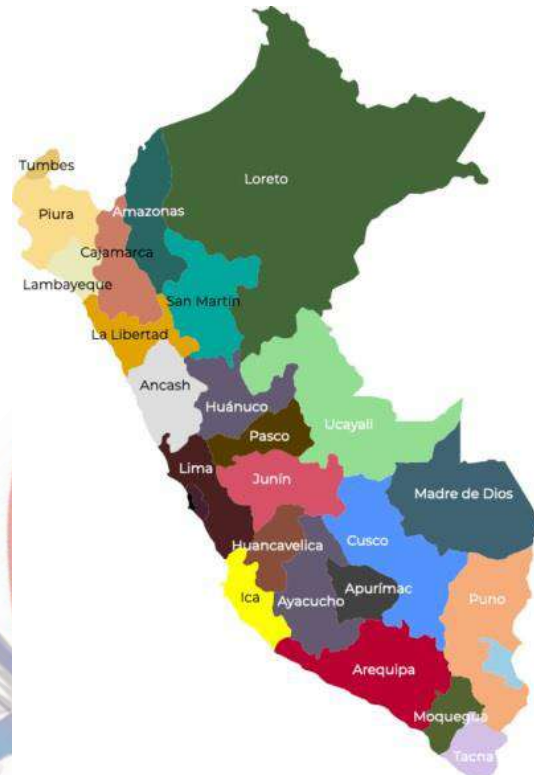 Tumbes
Loreto
Piura
Amazonas
Cajamarca
Lambayeque
San Martín
La Libertad
Ancash
Huánuco
Ucayali
Pasco
Lima
Junín
Madre de Dios
Huancavelica
Cusco
Apurímac
Ica
Ayacucho
Puno
Arequipa
Moquegua
Tacna